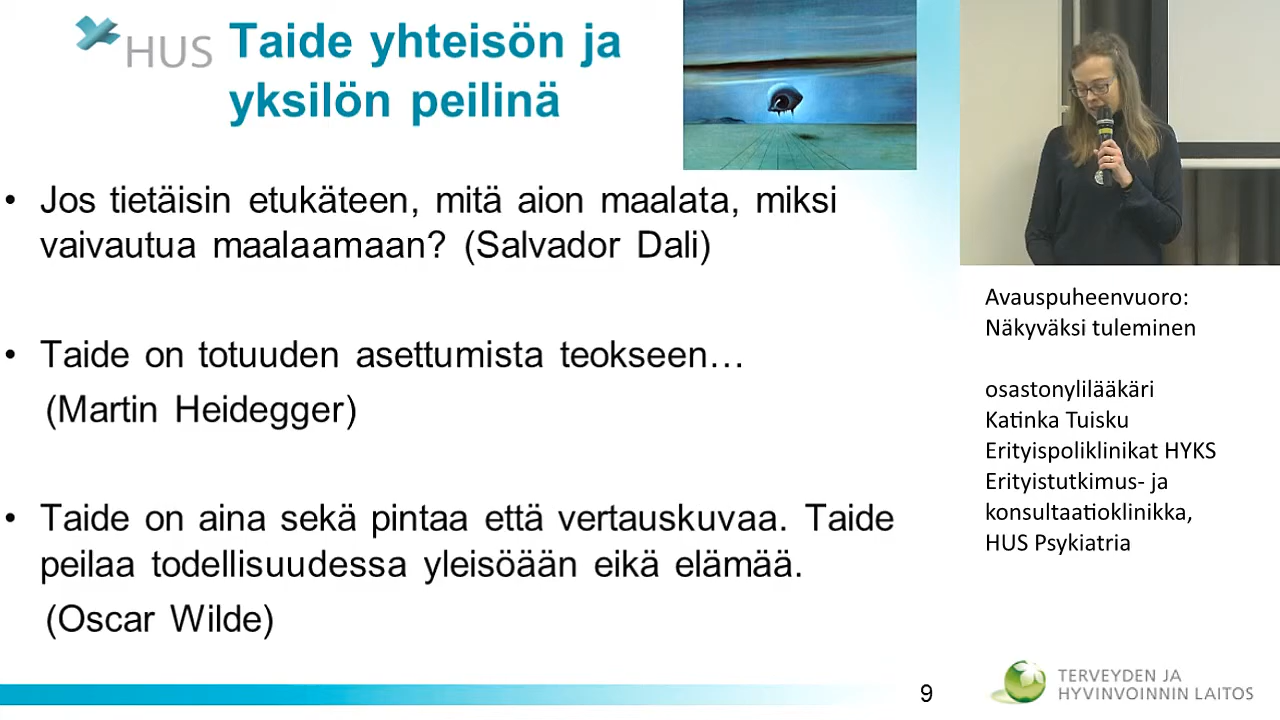 HUS
Taide yhteisön ja
yksilön peilinä
• Jos tietäisin etukäteen, mitä aion maalata, miksi
vaivautua maalaamaan? (Salvador Dali)
• Taide on totuuden asettumista teokseen…
(Martin Heidegger)
• Taide on aina sekä pintaa että vertauskuvaa. Taide
peilaa todellisuudessa yleisöään eikä elämää.
(Oscar Wilde)
9
Avauspuheenvuoro:
Näkyväksi tuleminen
osastonylilääkäri
Katinka Tuisku
Erityispoliklinikat HYKS
Erityistutkimus- ja
konsultaatioklinikka,
HUS Psykiatria
TERVEYDEN JA
HYVINVOINNIN LAITOS